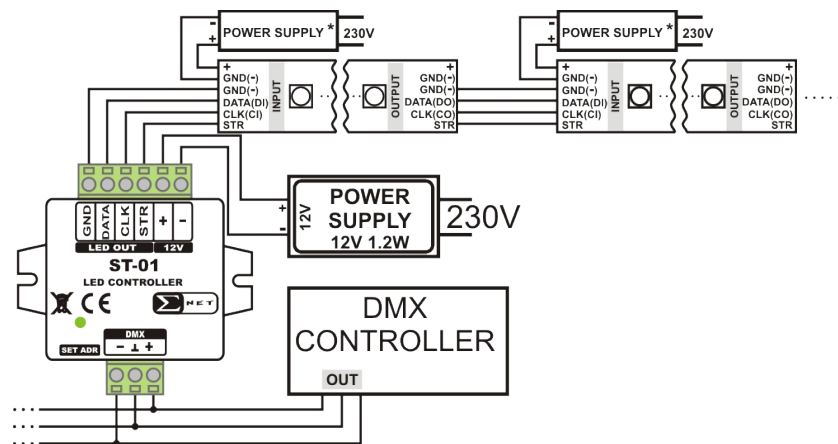 POWER SUPPLY * 230V
POWER SUPPLY * 230V
- +
- +
+
GND(-)
GND(-)
DATA(DI)
CLK(CI)
STR
INPUT
OUTPUT
GND(-)
GND(-)
DATA(DO)
CLK(CO)
STR
+
GND(-)
GND(-)
DATA(DI)
CLK(CI)
STR
INPUT
OUTPUT
GND(-)
GND(-)
DATA(DO)
CLK(CO)
STR
GND DATA CLK STR + -
LED OUT 12V
ST-01
LED CONTROLLER
CE Σ NET
DMX
SET ADR - ⊥ +
+ -
12V
POWER
SUPPLY
12V 1.2W
230V
DMX
CONTROLLER
OUT